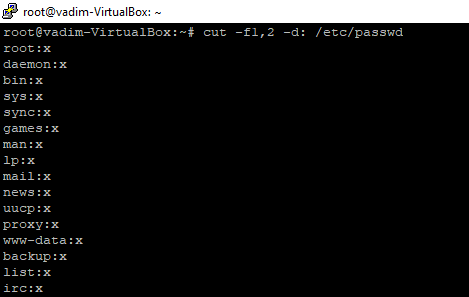 root@vadim-VirtualBox: ~
root@vadim-VirtualBox:~# cut -f1,2 -d: /etc/passwd
root:x
daemon:x
bin:x
sys:x
sync:x
games:x
man:x
lp:x
mail:x
news:x
uucp:x
proxy:x
www-data:x
backup:x
list:x
irc:x